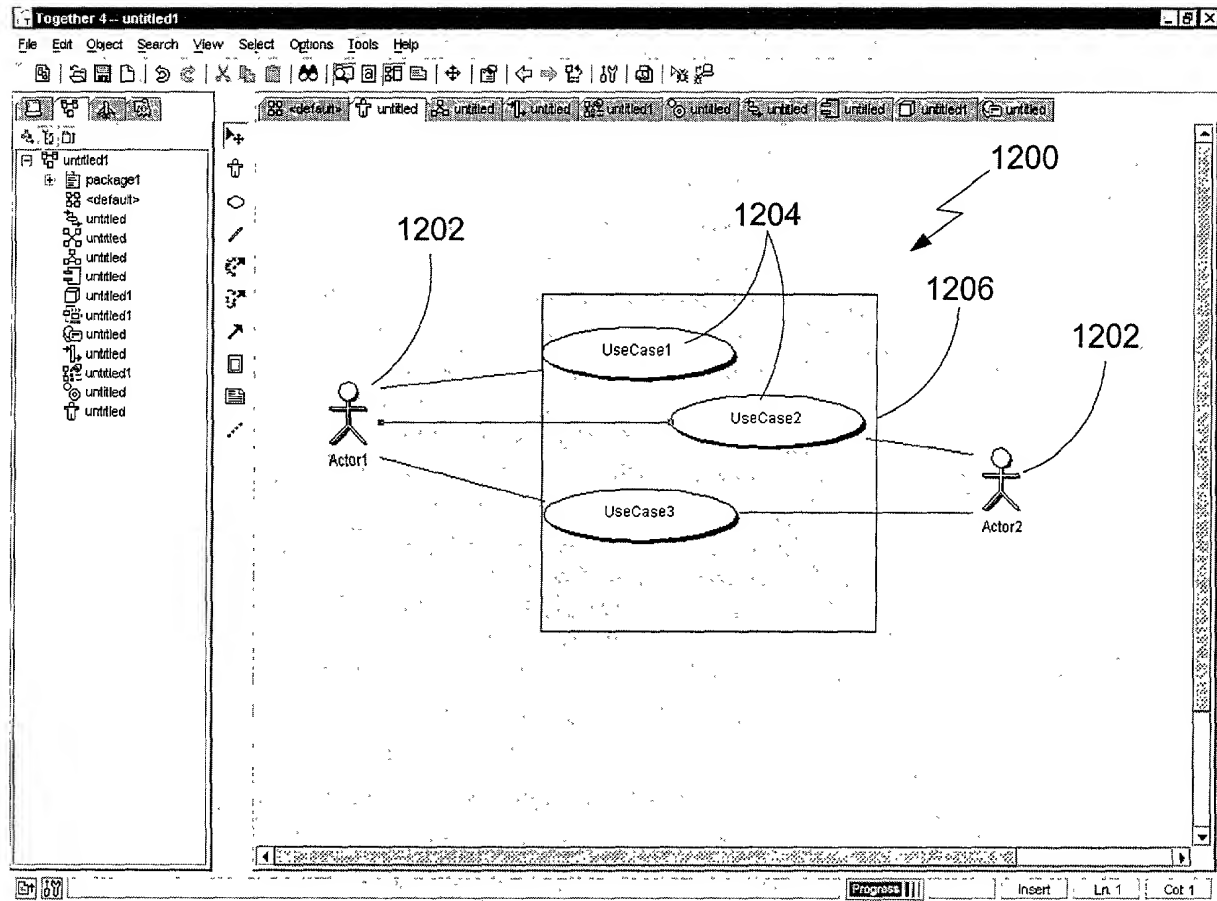 Together 4 -- untitled1
File Edit Object Search View Select Options Tools Help
<default> untitled untitled untitled untitled1 untitled untitled untitled untitled1 untitled
untitled1
package1
<default>
untitled
untitled
untitled
untitled
untitled1
untitled1
untitled
untitled
untitled1
untitled
untitled
1200
1204
1202
1206
1202
UseCase1
UseCase2
Actor1
UseCase3
Actor2
Progress
Insert
Ln. 1
Col 1